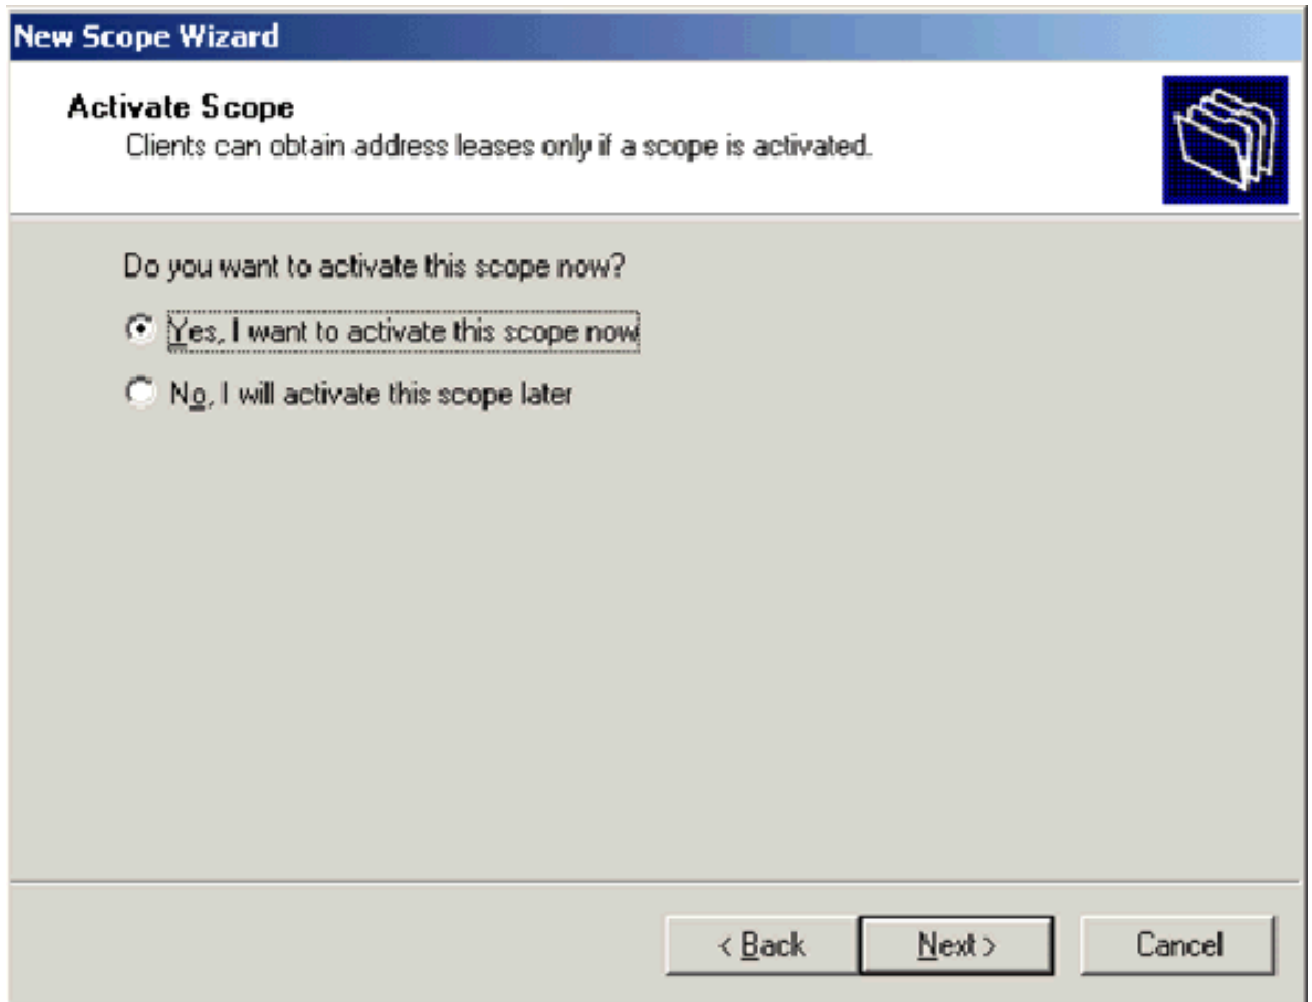 New Scope Wizard
Activate Scope
Clients can obtain address leases only if a scope is activated.
Do you want to activate this scope now?
Yes, I want to activate this scope now
No, I will activate this scope later
< Back
Next >
Cancel